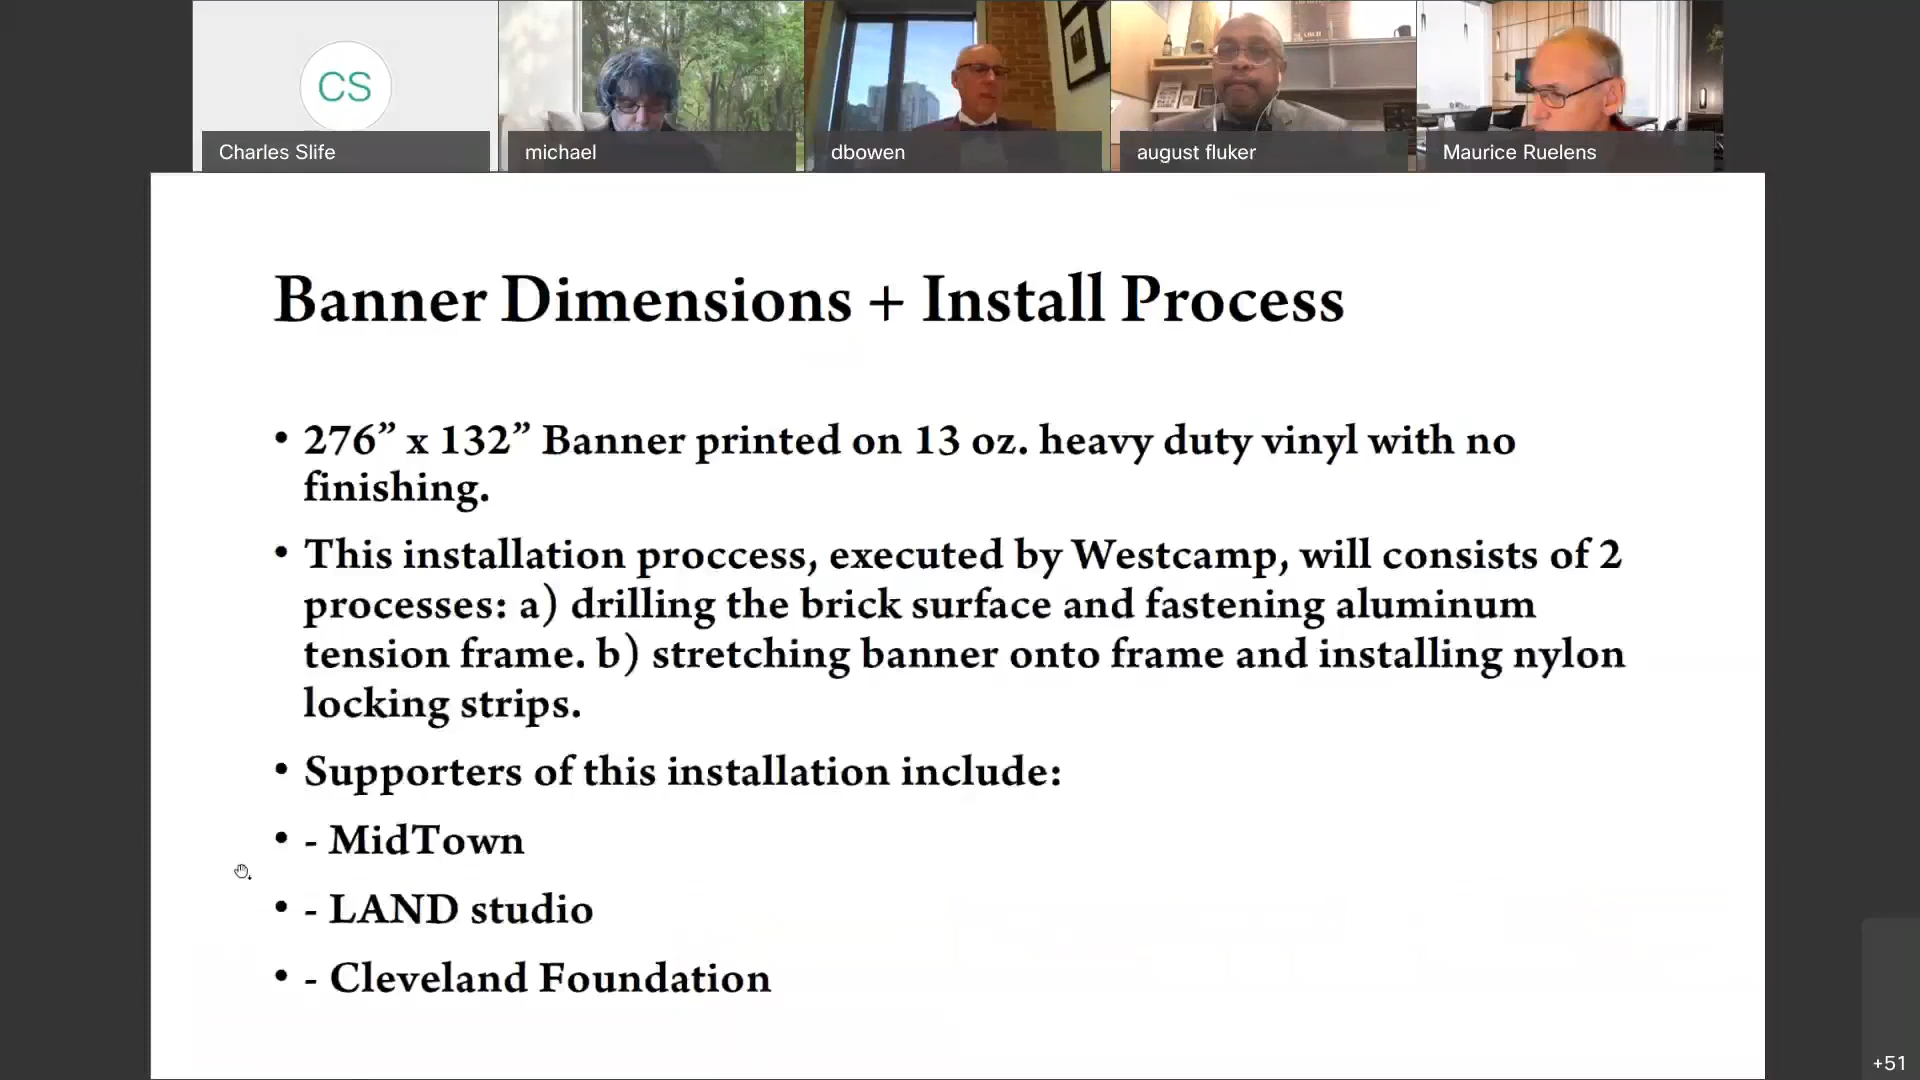 CS
Charles Slife
michael
dbowen
august fluker
Maurice Ruelens
Banner Dimensions + Install Process
• 276” x 132” Banner printed on 13 oz. heavy duty vinyl with no
finishing.
• This installation proccess, executed by Westcamp, will consists of 2
processes: a) drilling the brick surface and fastening aluminum
tension frame. b) stretching banner onto frame and installing nylon
locking strips.
• Supporters of this installation include:
• - MidTown
• - LAND studio
• - Cleveland Foundation
+51